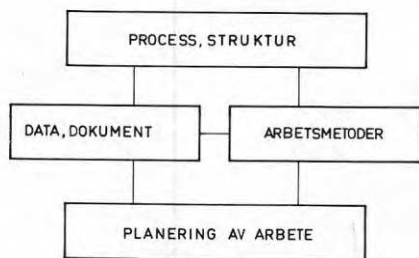 PROCESS, STRUKTUR
DATA, DOKUMENT
ARBETSMETODER
PLANERING AV ARBETE